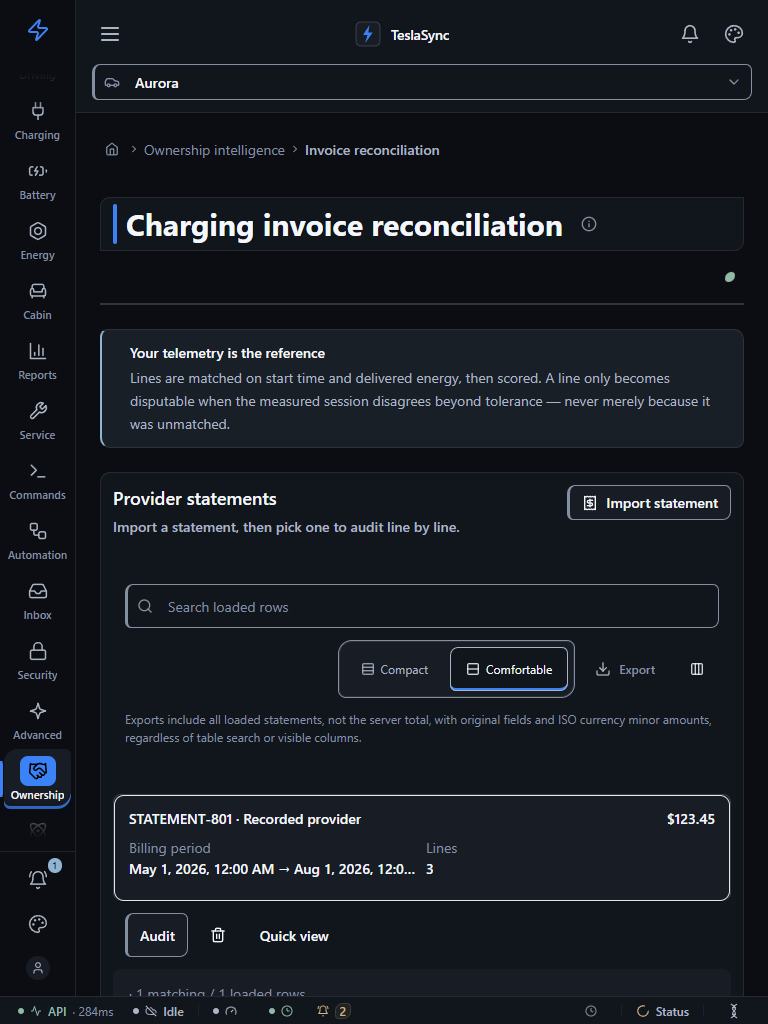 TeslaSync
Aurora
Ownership intelligence
Invoice reconciliation
Driving
Charging
Battery
Energy
Cabin
Reports
Service
Commands
Automation
Inbox
Security
Advanced
Ownership
1
Charging invoice reconciliation
Your telemetry is the reference
Lines are matched on start time and delivered energy, then scored. A line only becomes
disputable when the measured session disagrees beyond tolerance — never merely because it
was unmatched.
Provider statements
Import statement
Import a statement, then pick one to audit line by line.
Search loaded rows
Compact
Comfortable
Export
Exports include all loaded statements, not the server total, with original fields and ISO currency minor amounts,
regardless of table search or visible columns.
STATEMENT-801 · Recorded provider
$123.45
Billing period
Lines
May 1, 2026, 12:00 AM → Aug 1, 2026, 12:0...
3
Audit
Quick view
· 1 matching / 1 loaded rows
API · 284ms
Idle
2
Status